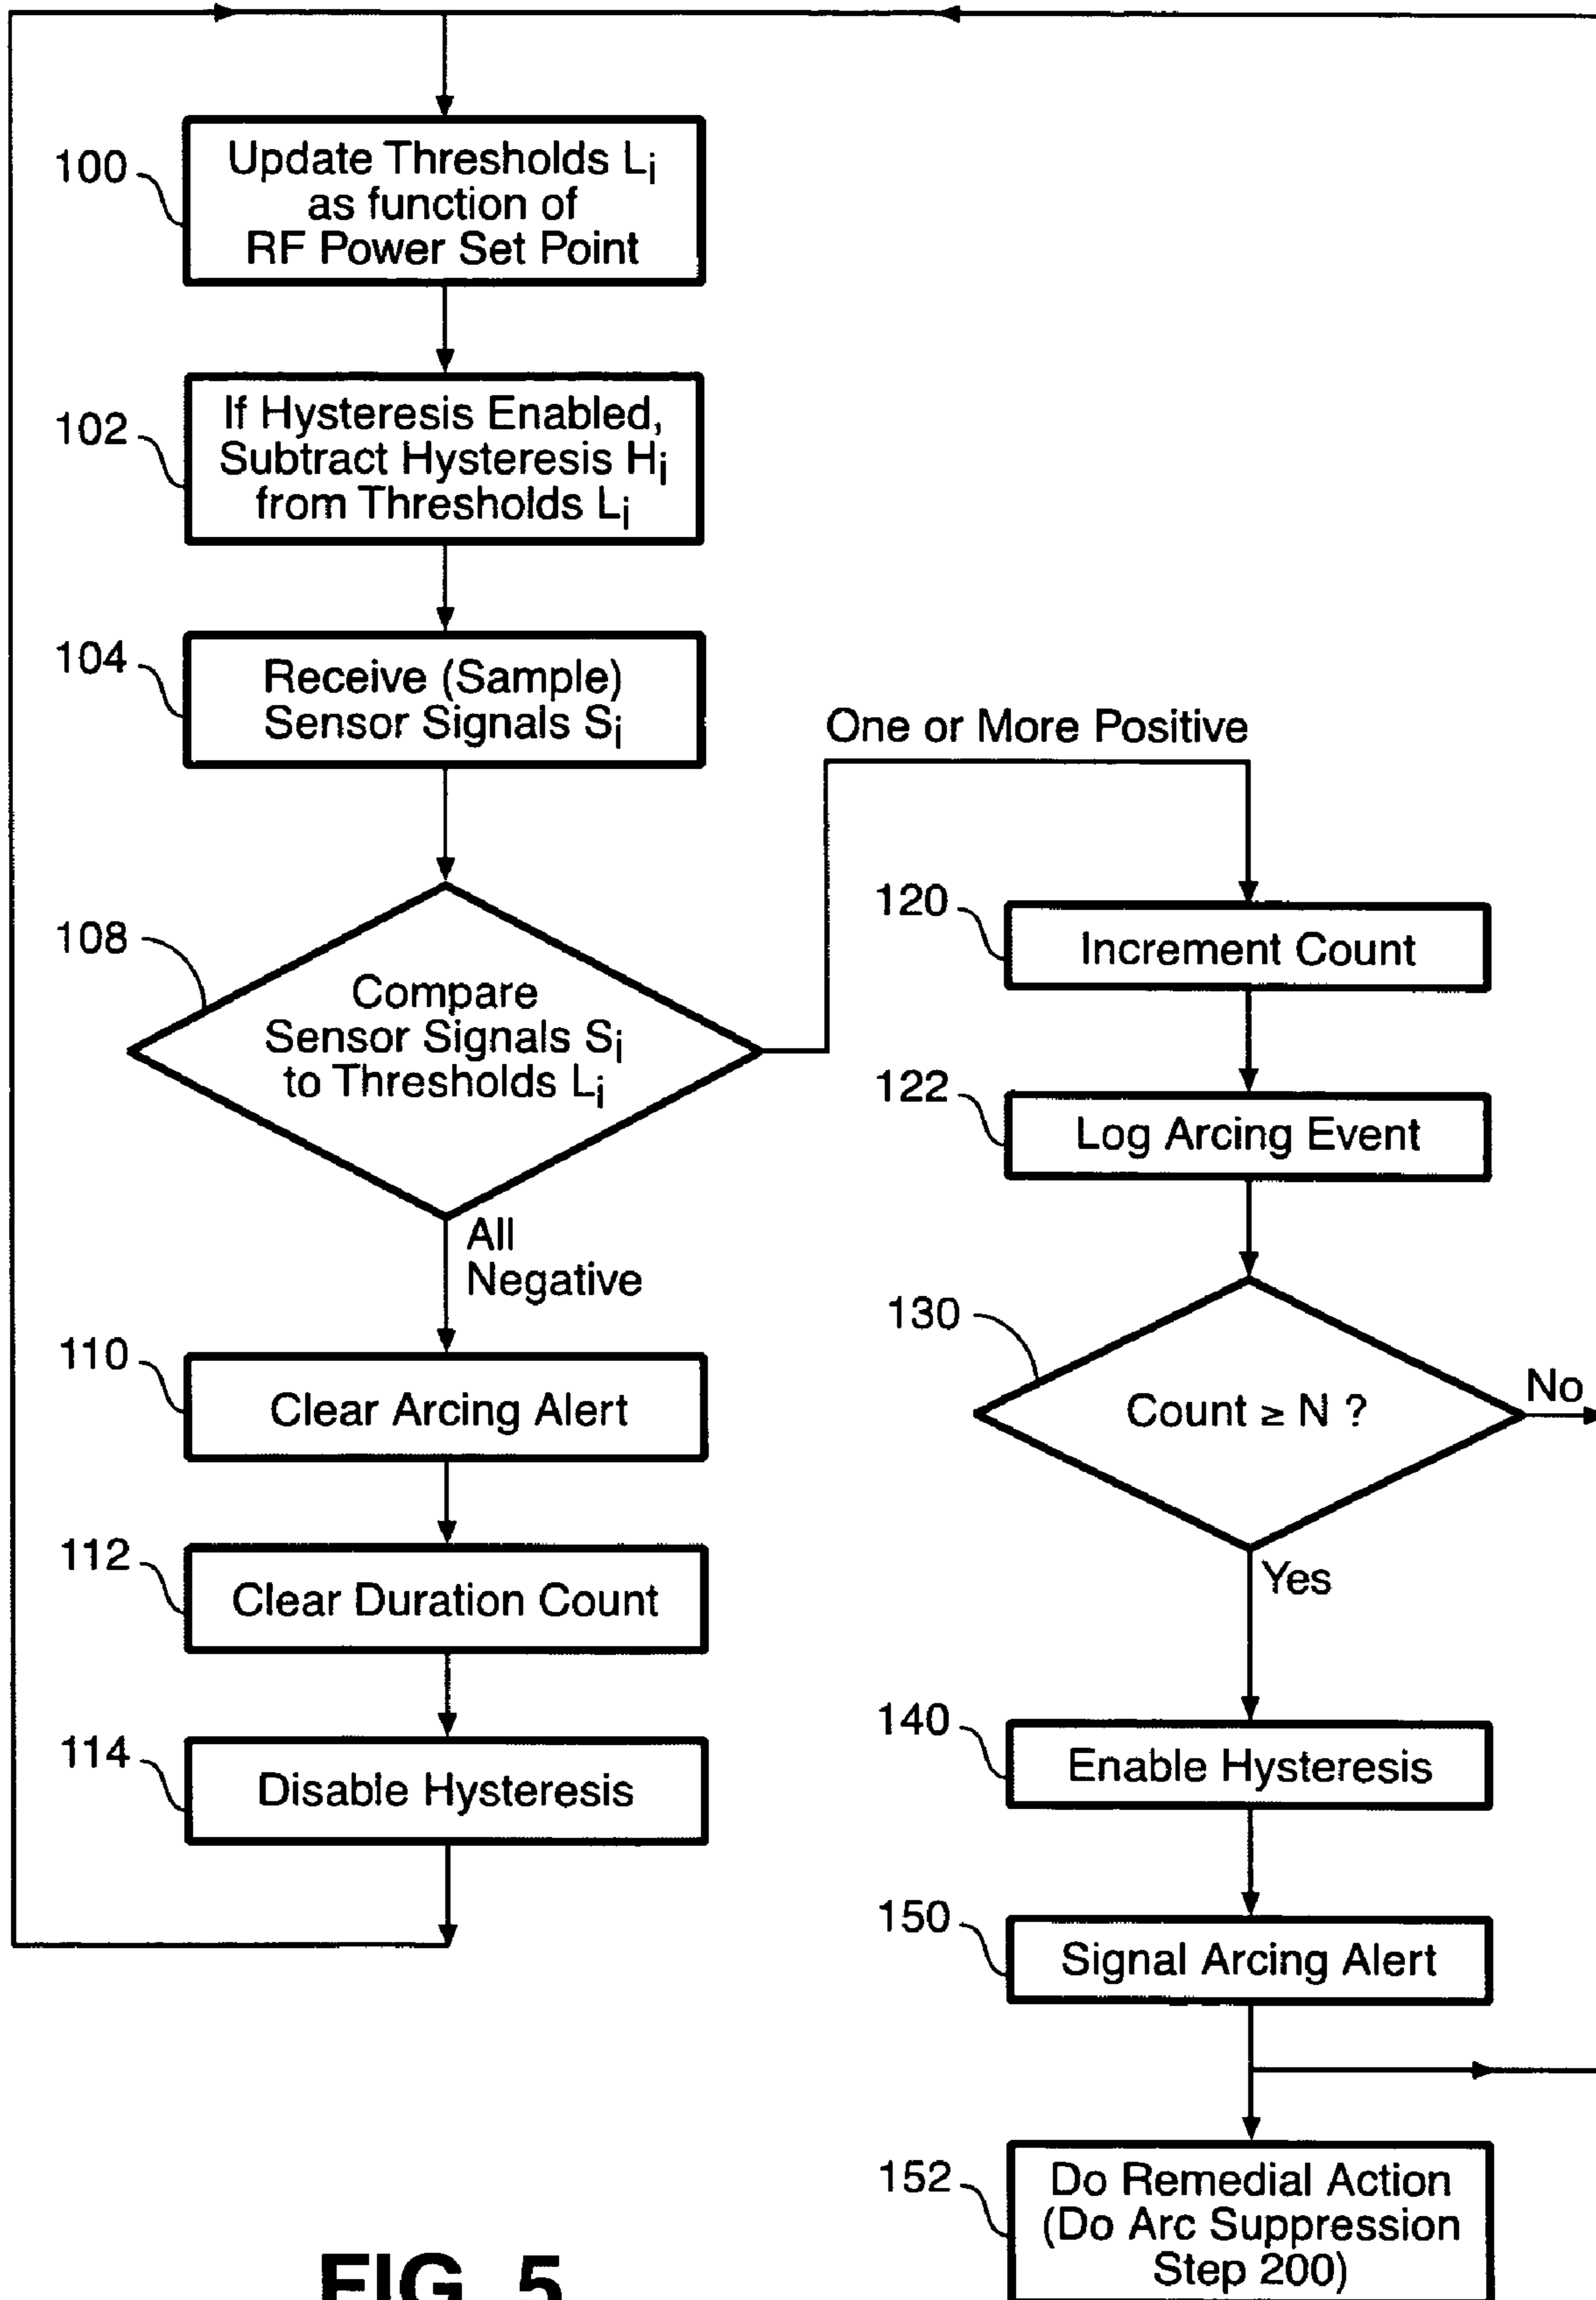 100
Update Thresholds Li
as function of
RF Power Set Point
102
If Hysteresis Enabled,
Subtract Hysteresis Hi
from Thresholds Li
104
Receive (Sample)
Sensor Signals Si
108
Compare
Sensor Signals Si
to Thresholds Li
All
Negative
110
Clear Arcing Alert
112
Clear Duration Count
114
Disable Hysteresis
One or More Positive
120
Increment Count
122
Log Arcing Event
130
Count ≥ N ?
No
Yes
140
Enable Hysteresis
150
Signal Arcing Alert
152
Do Remedial Action
(Do Arc Suppression
Step 200)
FIG. 5